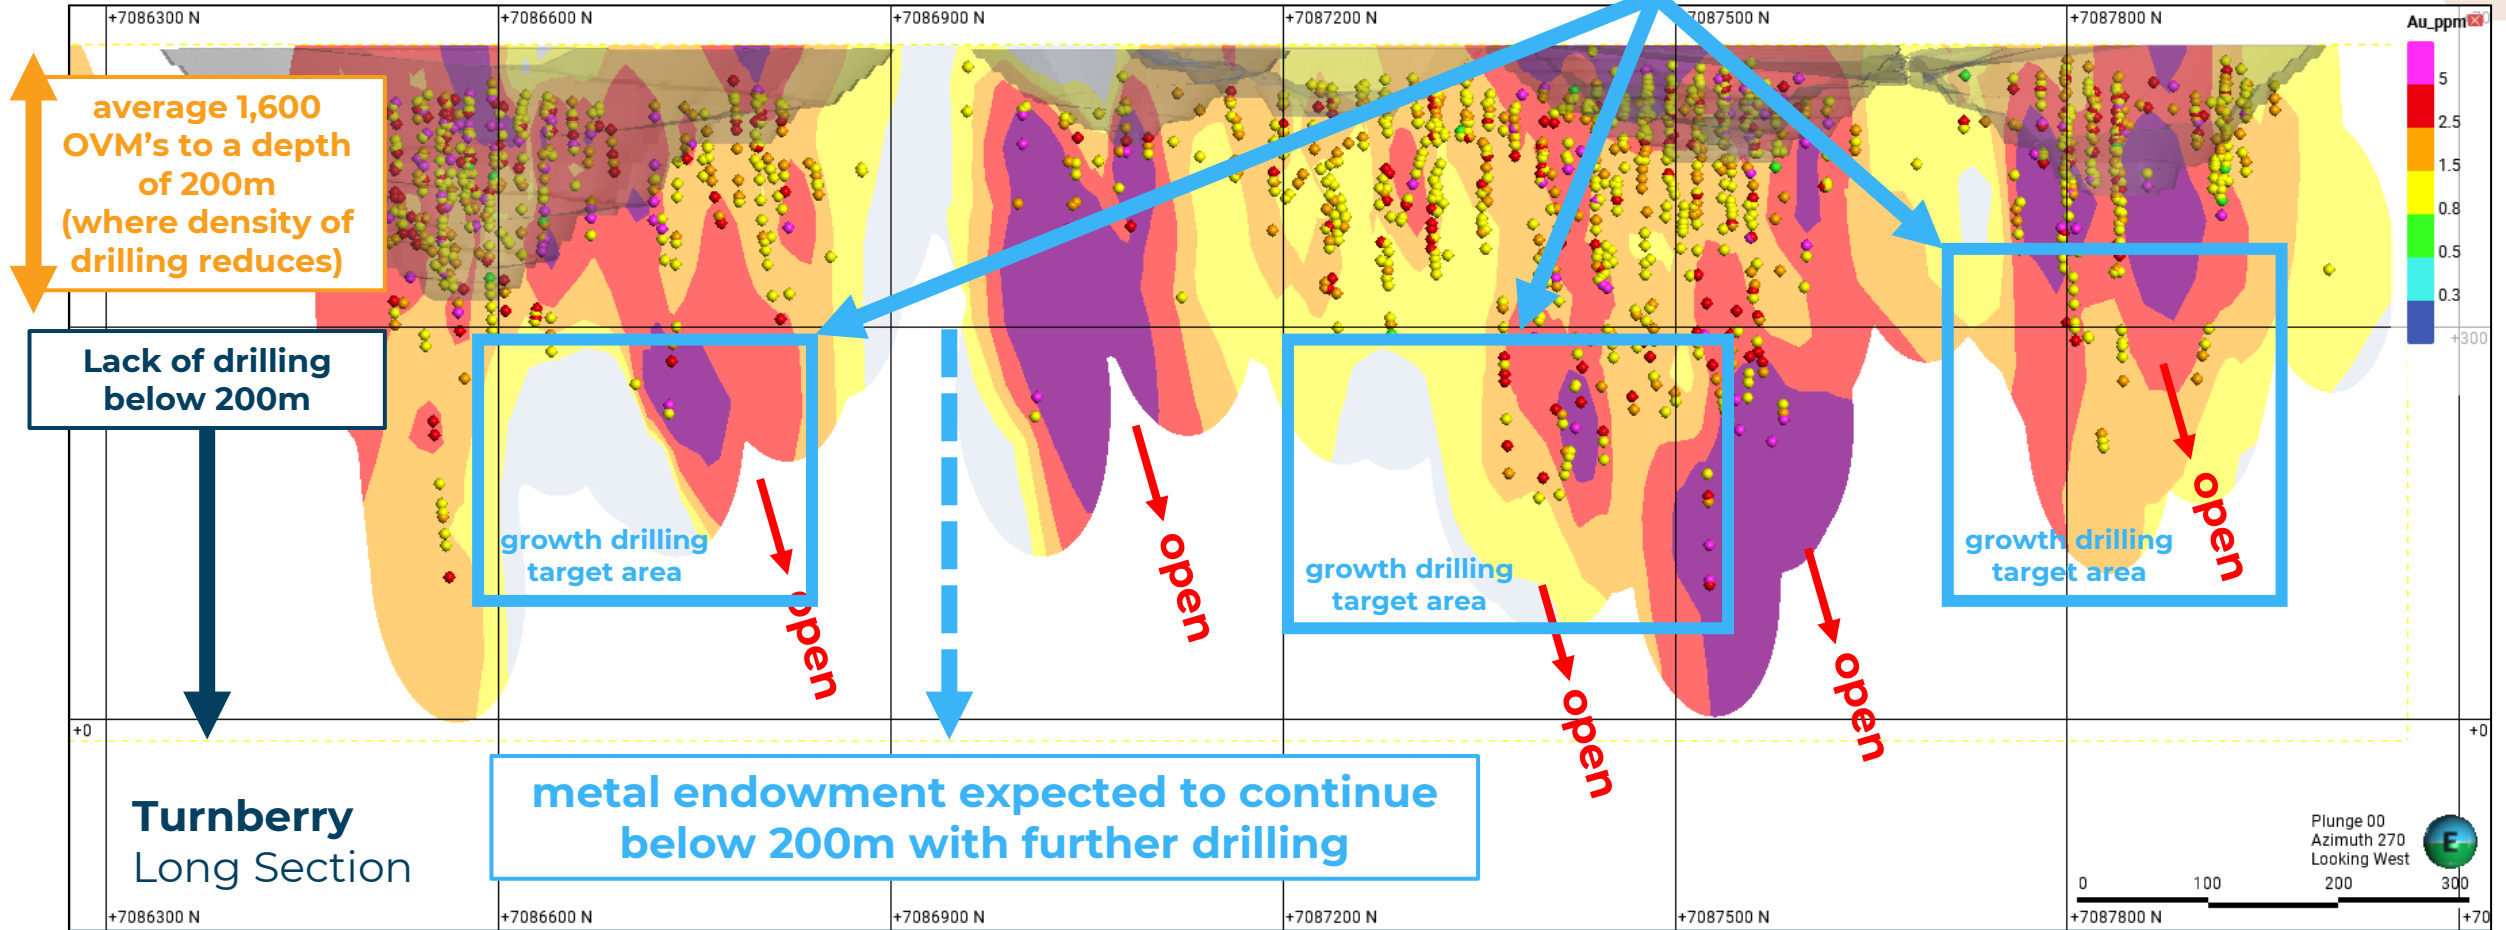 +7086300 N
+7086600 N
+7086900 N
+7087200 N
+7087500 N
+7087800 N
Au_ppm
5
2.5
1.5
0.8
0.5
0.3
average 1,600
OVM's to a depth
of 200m
(where density of
drilling reduces)
Lack of drilling
below 200m
+300
growth drilling
target area
growth drilling
target area
growth drilling
target area
open
open
open
open
open
+0
+0
metal endowment expected to continue
below 200m with further drilling
Turnberry
Long Section
Plunge 00
Azimuth 270
Looking West
E
0
100
200
300
+7086300 N
+7086600 N
+7086900 N
+7087200 N
+7087500 N
+7087800 N
+70